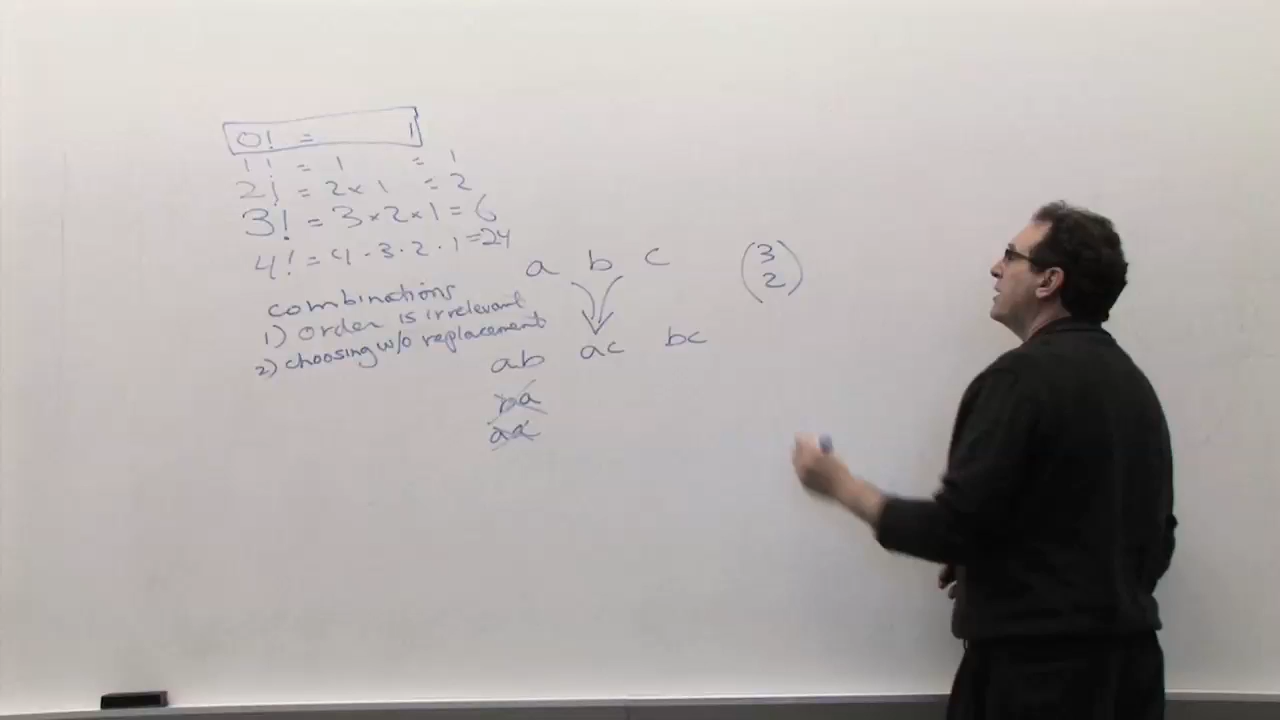 0! = 1
1! = 1 = 1
2! = 2 × 1 = 2
3! = 3 × 2 × 1 = 6
4! = 4 · 3 · 2 · 1 = 24
combinations
1) order is irrelevant
2) choosing w/o replacement
a b c
ab ac bc
ba
aa
(3
2)